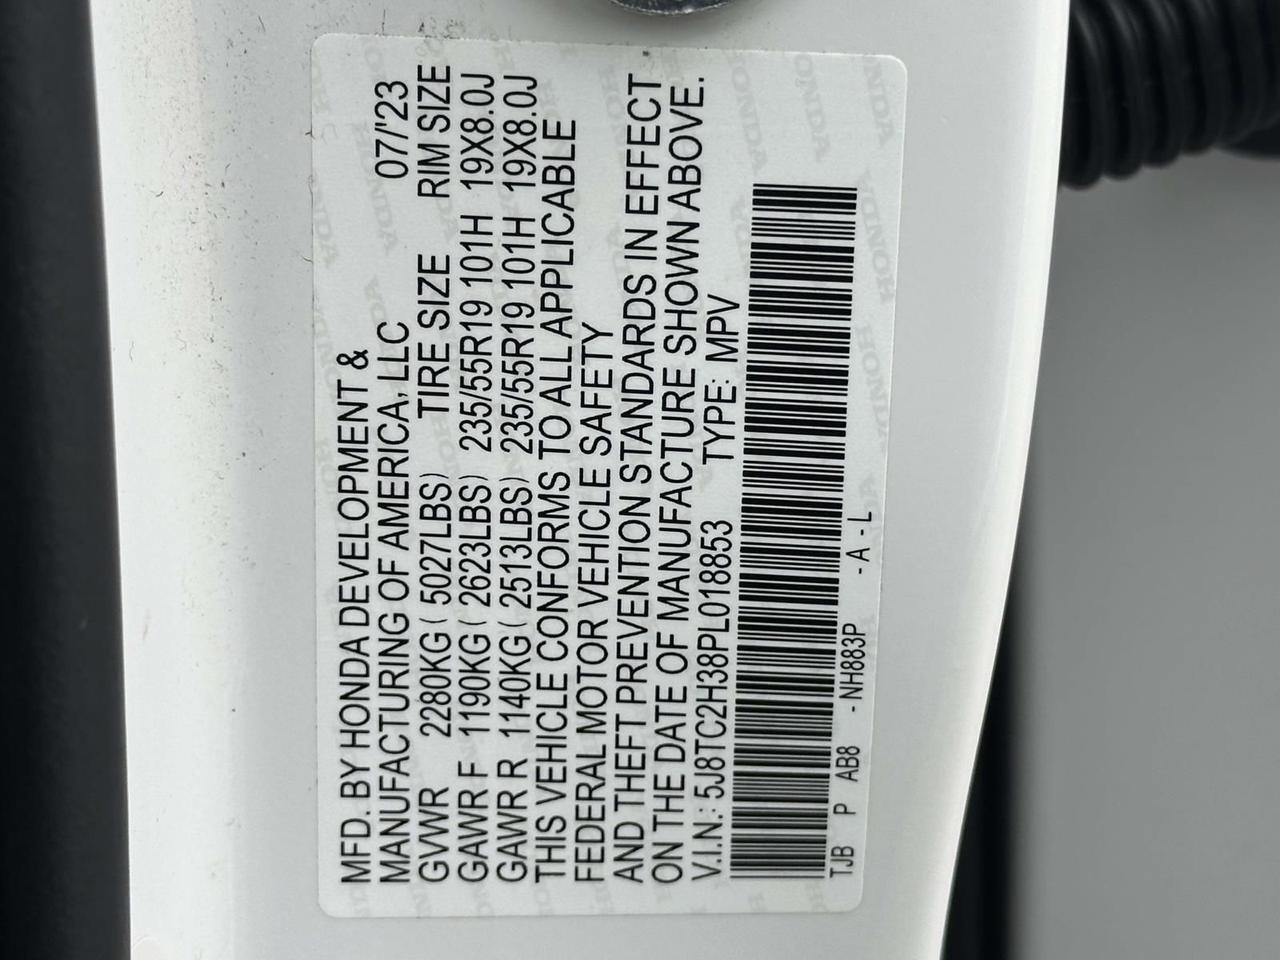 MFD. BY HONDA DEVELOPMENT &
MANUFACTURING OF AMERICA, LLC 07/'23
GVWR 2280KG ( 5027LBS) TIRE SIZE RIM SIZE
GAWR F 1190KG ( 2623LBS) 235/55R19 101H 19X8.0J
GAWR R 1140KG ( 2513LBS) 235/55R19 101H 19X8.0J
THIS VEHICLE CONFORMS TO ALL APPLICABLE
FEDERAL MOTOR VEHICLE SAFETY
AND THEFT PREVENTION STANDARDS IN EFFECT
ON THE DATE OF MANUFACTURE SHOWN ABOVE.
V.I.N.: 5J8TC2H38PL018853 TYPE: MPV
TJB P AB8 -NH883P -A -L